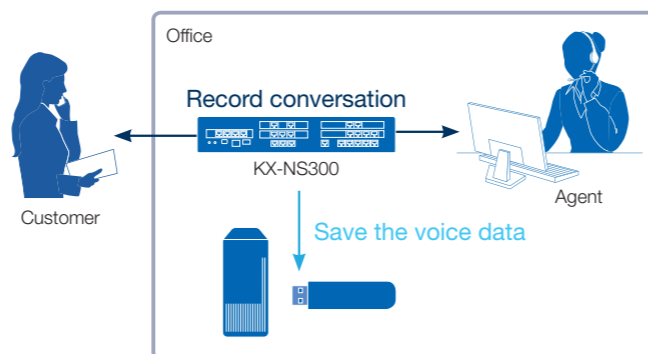 Office
Record conversation
KX-NS300
Customer
Agent
Save the voice data